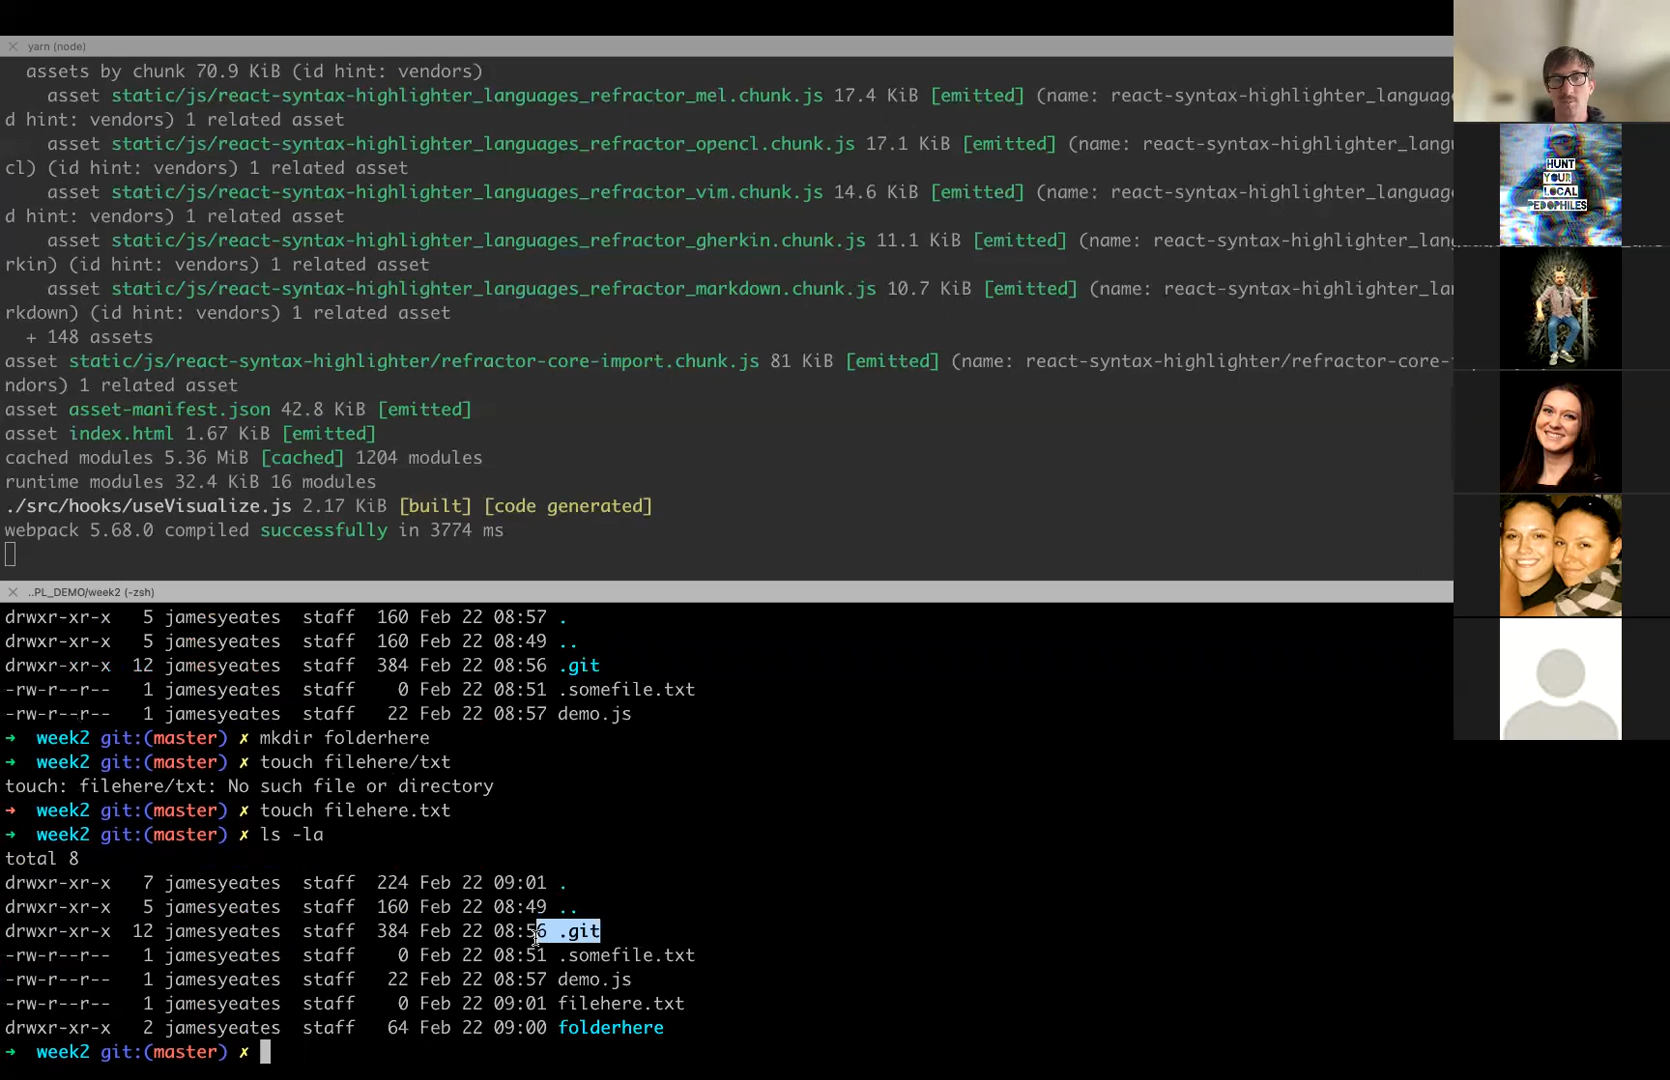 yarn (node)
assets by chunk 70.9 KiB (id hint: vendors)
asset static/js/react-syntax-highlighter_languages_refractor_mel.chunk.js 17.4 KiB [emitted] (name: react-syntax-highlighter_languag
d hint: vendors) 1 related asset
asset static/js/react-syntax-highlighter_languages_refractor_opencl.chunk.js 17.1 KiB [emitted] (name: react-syntax-highlighter_lang
cl) (id hint: vendors) 1 related asset
asset static/js/react-syntax-highlighter_languages_refractor_vim.chunk.js 14.6 KiB [emitted] (name: react-syntax-highlighter_languag
d hint: vendors) 1 related asset
asset static/js/react-syntax-highlighter_languages_refractor_gherkin.chunk.js 11.1 KiB [emitted] (name: react-syntax-highlighter_lan
rkin) (id hint: vendors) 1 related asset
asset static/js/react-syntax-highlighter_languages_refractor_markdown.chunk.js 10.7 KiB [emitted] (name: react-syntax-highlighter_la
rkdown) (id hint: vendors) 1 related asset
+ 148 assets
asset static/js/react-syntax-highlighter/refractor-core-import.chunk.js 81 KiB [emitted] (name: react-syntax-highlighter/refractor-core-
ndors) 1 related asset
asset asset-manifest.json 42.8 KiB [emitted]
asset index.html 1.67 KiB [emitted]
cached modules 5.36 MiB [cached] 1204 modules
runtime modules 32.4 KiB 16 modules
./src/hooks/useVisualize.js 2.17 KiB [built] [code generated]
webpack 5.68.0 compiled successfully in 3774 ms
..PL_DEMO/week2 (-zsh)
drwxr-xr-x 5 jamesyeates staff 160 Feb 22 08:57 .
drwxr-xr-x 5 jamesyeates staff 160 Feb 22 08:49 ..
drwxr-xr-x 12 jamesyeates staff 384 Feb 22 08:56 .git
-rw-r--r-- 1 jamesyeates staff 0 Feb 22 08:51 .somefile.txt
-rw-r--r-- 1 jamesyeates staff 22 Feb 22 08:57 demo.js
➜ week2 git:(master) ✗ mkdir folderhere
➜ week2 git:(master) ✗ touch filehere/txt
touch: filehere/txt: No such file or directory
➜ week2 git:(master) ✗ touch filehere.txt
➜ week2 git:(master) ✗ ls -la
total 8
drwxr-xr-x 7 jamesyeates staff 224 Feb 22 09:01 .
drwxr-xr-x 5 jamesyeates staff 160 Feb 22 08:49 ..
drwxr-xr-x 12 jamesyeates staff 384 Feb 22 08:56 .git
-rw-r--r-- 1 jamesyeates staff 0 Feb 22 08:51 .somefile.txt
-rw-r--r-- 1 jamesyeates staff 22 Feb 22 08:57 demo.js
-rw-r--r-- 1 jamesyeates staff 0 Feb 22 09:01 filehere.txt
drwxr-xr-x 2 jamesyeates staff 64 Feb 22 09:00 folderhere
➜ week2 git:(master) ✗
HUNT
YOUR
LOCAL
PEDOPHILES